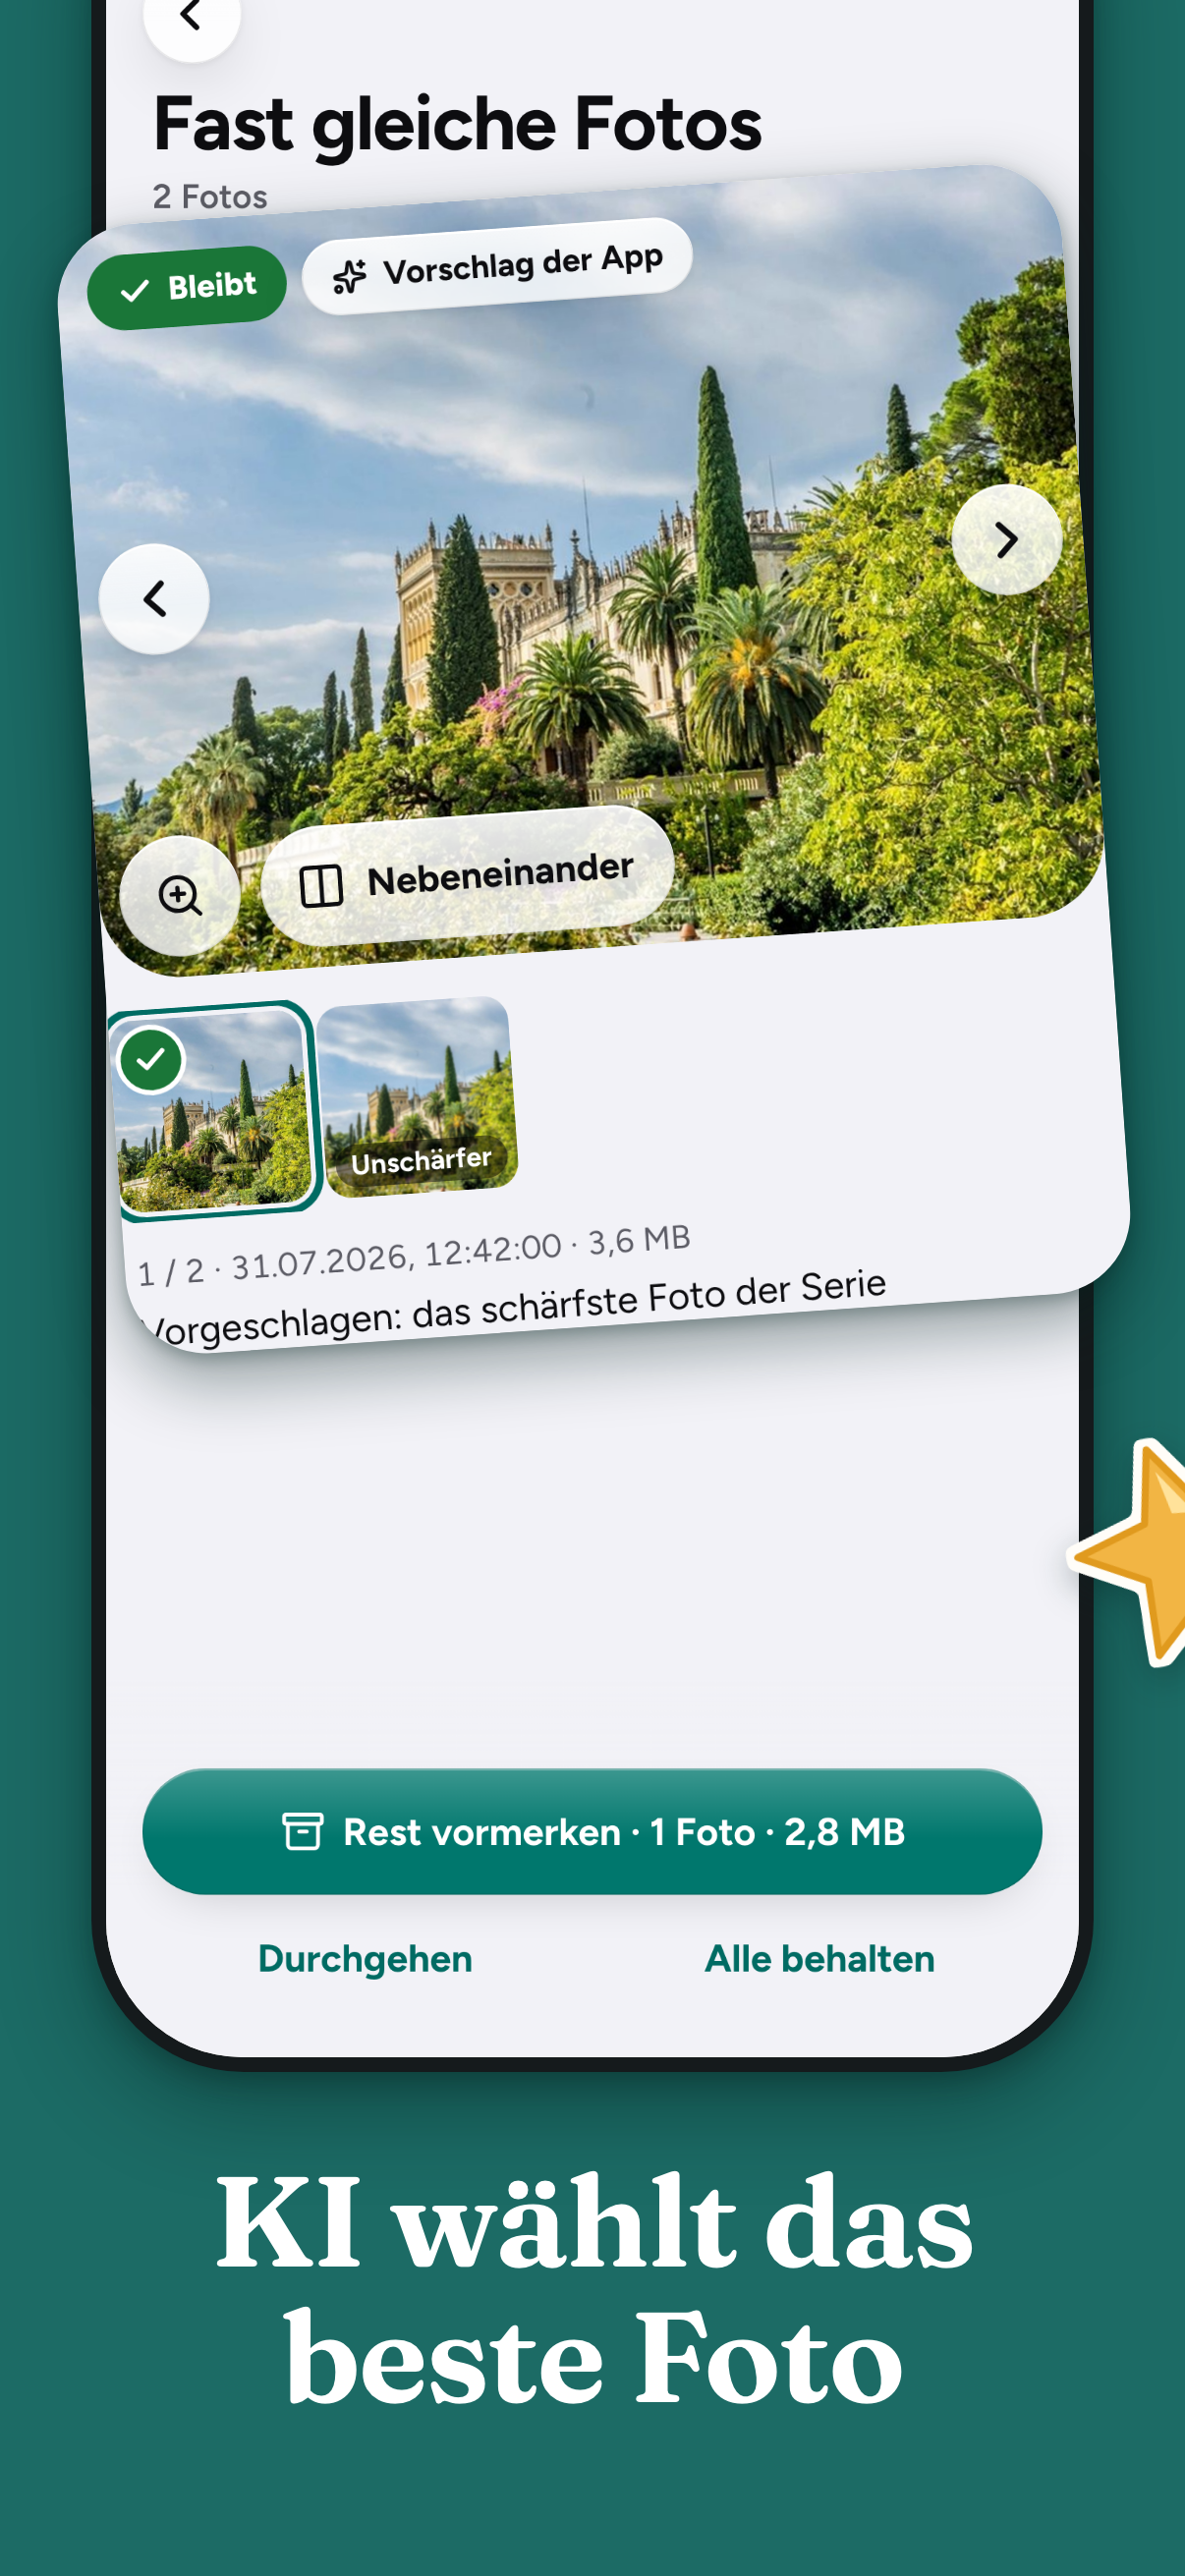 Fast gleiche Fotos
2 Fotos
Bleibt
Vorschlag der App
Nebeneinander
Unschärfer
1 / 2 · 31.07.2026, 12:42:00 · 3,6 MB
Vorgeschlagen: das schärfste Foto der Serie
Rest vormerken · 1 Foto · 2,8 MB
Durchgehen
Alle behalten
KI wählt das
beste Foto